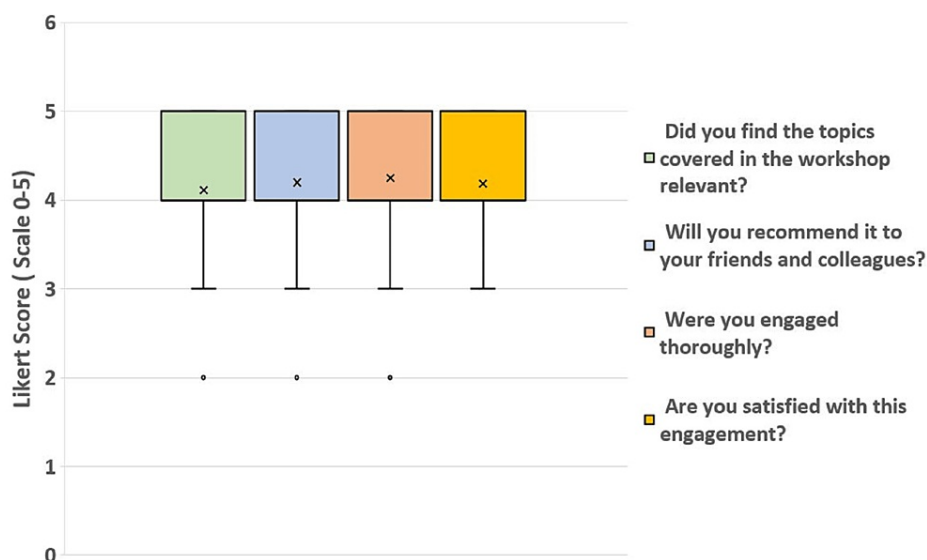 6
5
4
3
2
1
0
Likert Score ( Scale 0-5)
Did you find the topics
covered in the workshop
relevant?
Will you recommend it to
your friends and colleagues?
Were you engaged
thoroughly?
Are you satisfied with this
engagement?